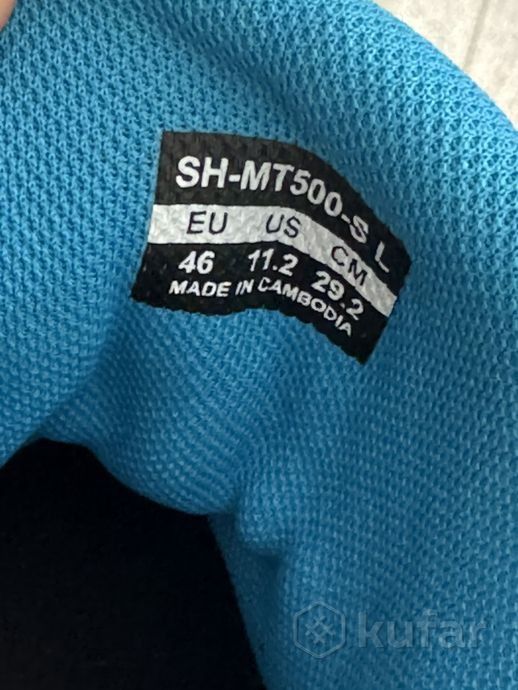 SH-MT500-S L
EU US CM
46 11.2 29.2
MADE IN CAMBODIA
kufar